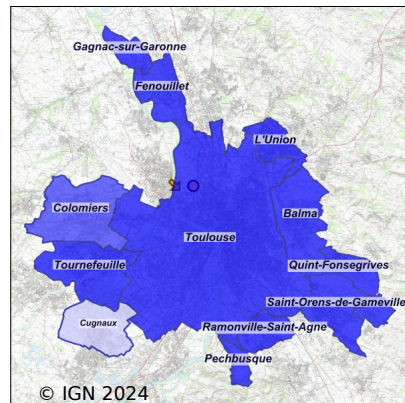 Gagnac-sur-Garonne
Fenouillet
L'Union
Colomiers
Balma
Toulouse
Tournefeuille
Quint-Fonsegrives
Saint-Orens-de-Gameville
Cugnaux
Ramonville-Saint-Agne
Pechbusque
© IGN 2024